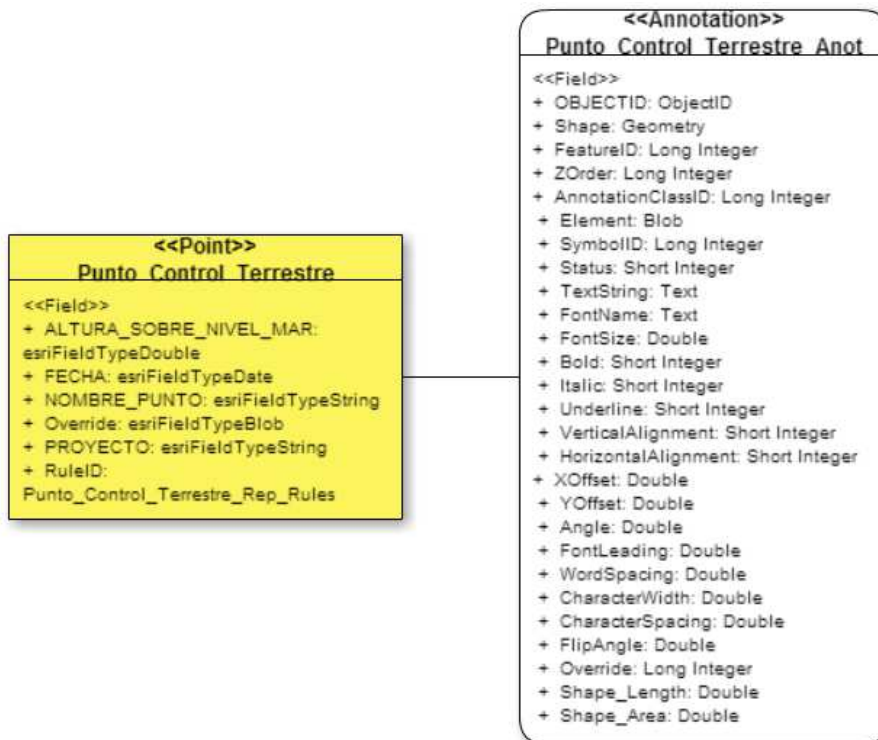 <<Point>>
Punto_Control_Terrestre
<<Field>>
+ ALTURA_SOBRE_NIVEL_MAR:
esriFieldTypeDouble
+ FECHA: esriFieldTypeDate
+ NOMBRE_PUNTO: esriFieldTypeString
+ Override: esriFieldTypeBlob
+ PROYECTO: esriFieldTypeString
+ RuleID:
Punto_Control_Terrestre_Rep_Rules
<<Annotation>>
Punto_Control_Terrestre_Anot
<<Field>>
+ OBJECTID: ObjectID
+ Shape: Geometry
+ FeatureID: Long Integer
+ ZOrder: Long Integer
+ AnnotationClassID: Long Integer
+ Element: Blob
+ SymbolID: Long Integer
+ Status: Short Integer
+ TextString: Text
+ FontName: Text
+ FontSize: Double
+ Bold: Short Integer
+ Italic: Short Integer
+ Underline: Short Integer
+ VerticalAlignment: Short Integer
+ HorizontalAlignment: Short Integer
+ XOffset: Double
+ YOffset: Double
+ Angle: Double
+ FontLeading: Double
+ WordSpacing: Double
+ CharacterWidth: Double
+ CharacterSpacing: Double
+ FlipAngle: Double
+ Override: Long Integer
+ Shape_Length: Double
+ Shape_Area: Double